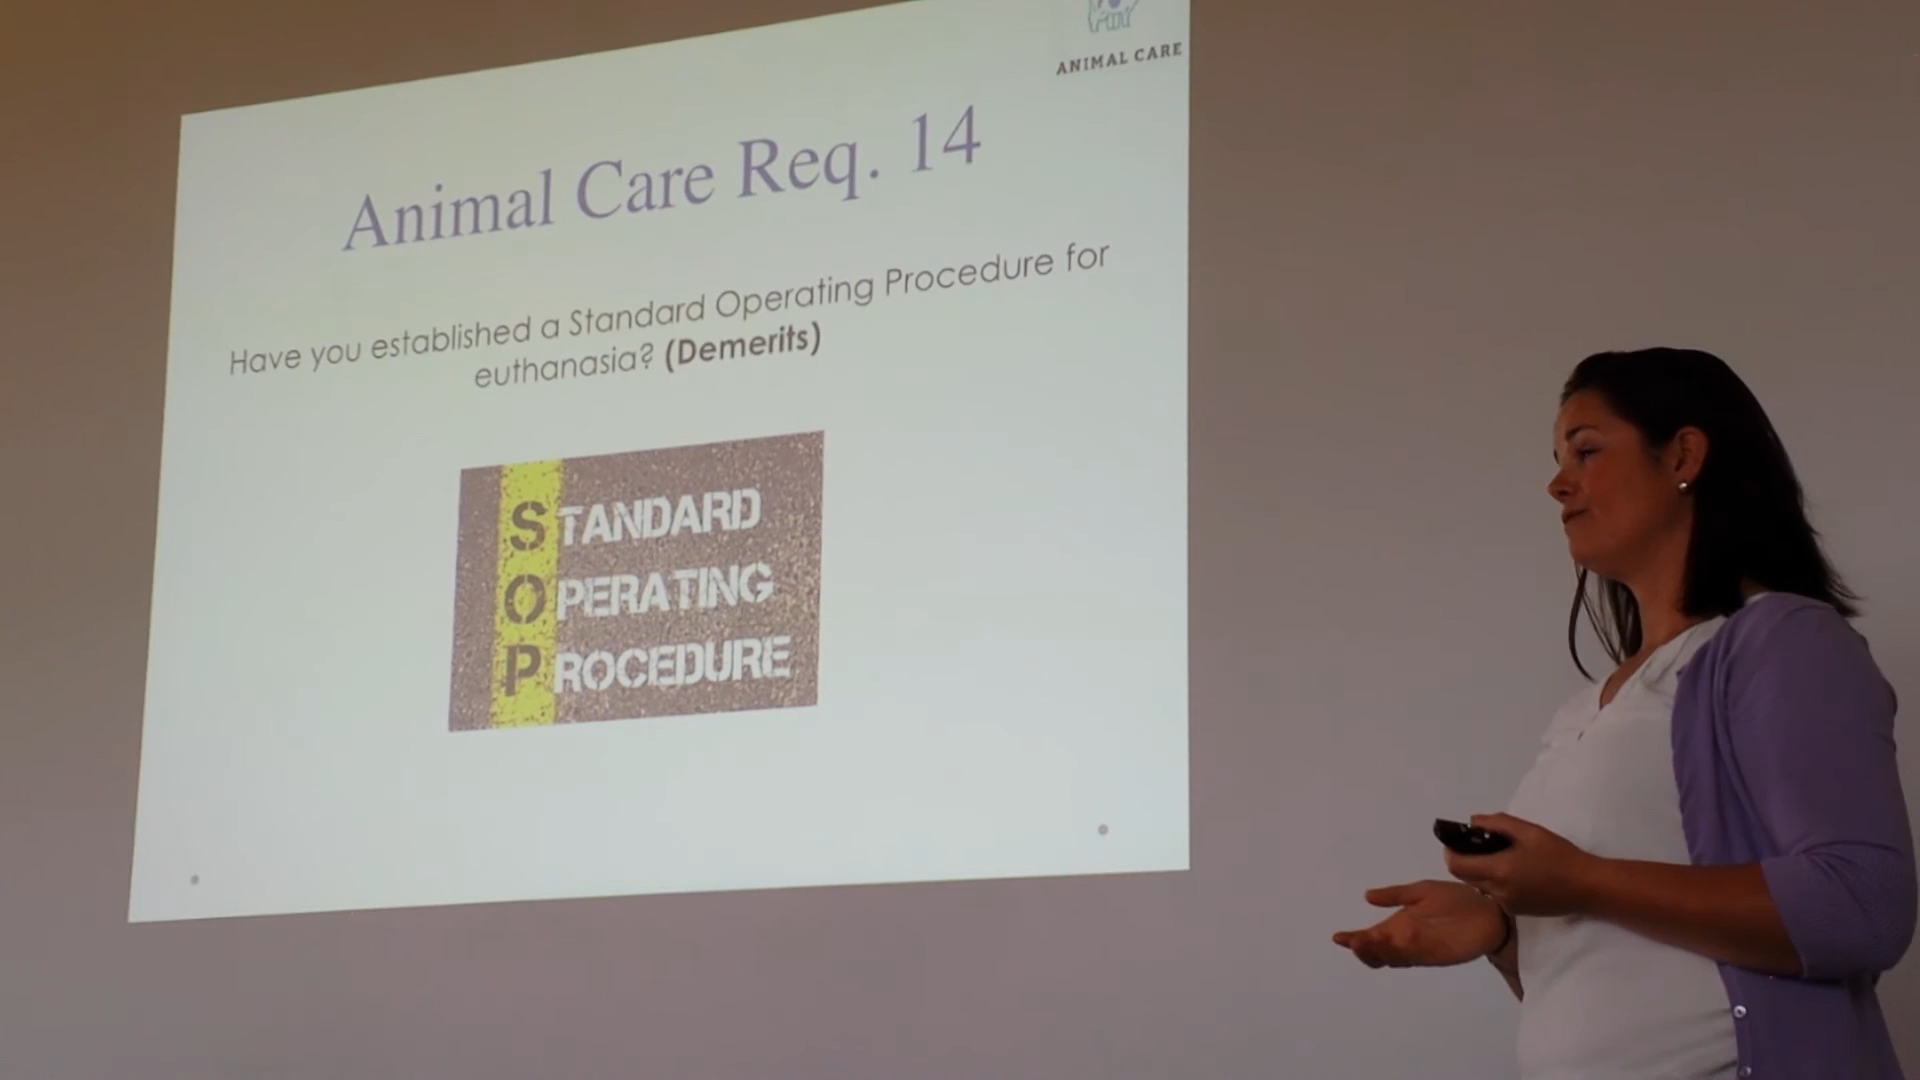 ANIMAL CARE
Animal Care Req. 14
Have you established a Standard Operating Procedure for
euthanasia? (Demerits)
STANDARD
OPERATING
PROCEDURE